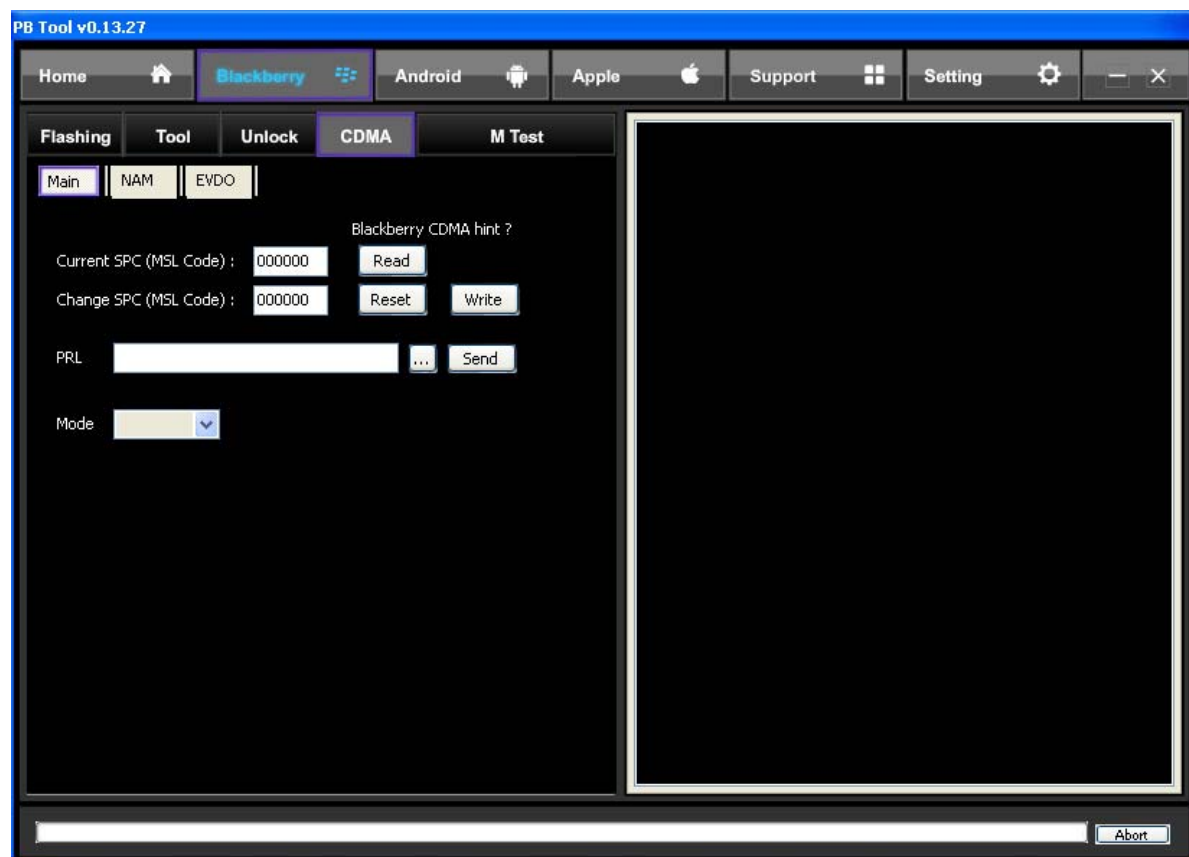 PB Tool v0.13.27
Home Blackberry Android Apple Support Setting
Flashing Tool Unlock CDMA M Test
Main NAM EVDO
Blackberry CDMA hint ?
Current SPC (MSL Code) : 000000 Read
Change SPC (MSL Code) : 000000 Reset Write
PRL ... Send
Mode
Abort